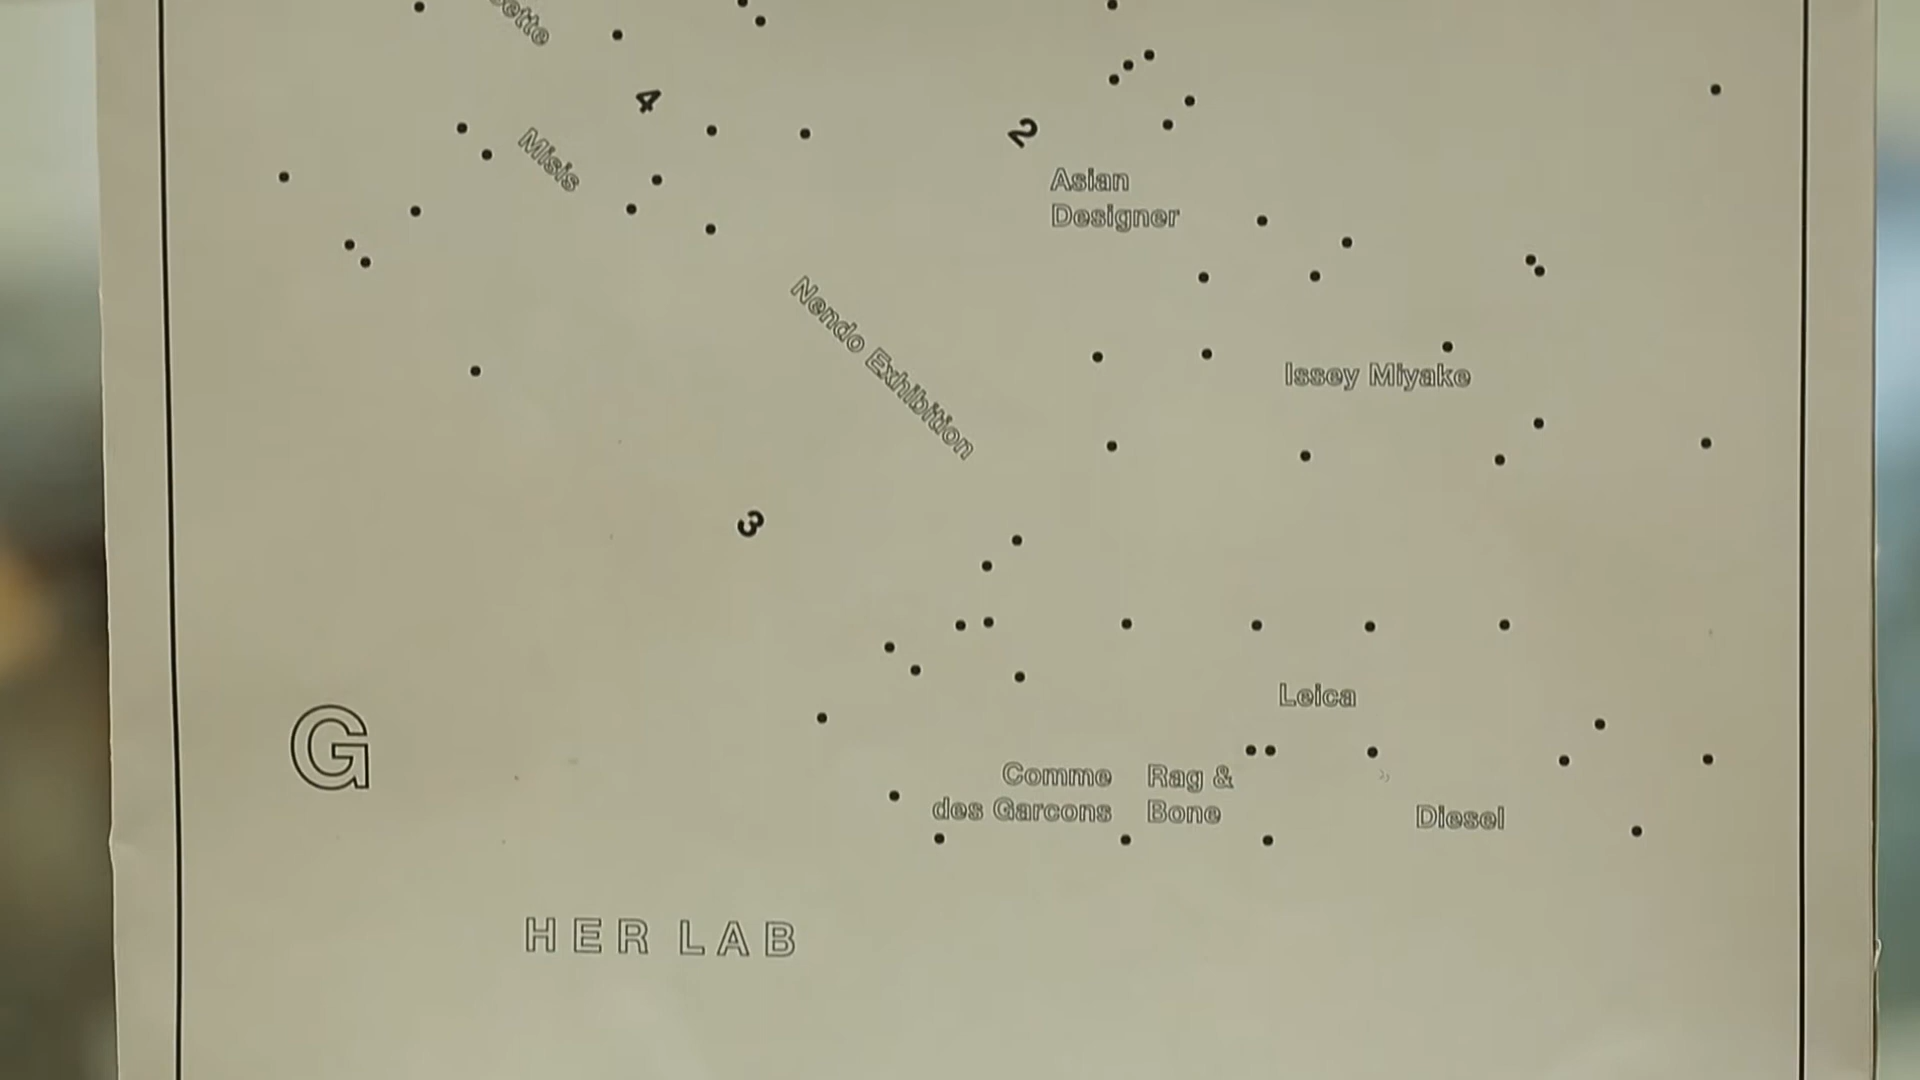 4
2
Misis
Asian
Designer
Nendo Exhibition
Issey Miyake
3
Leica
G
Comme
des Garcons
Rag &
Bone
Diesel
HER LAB